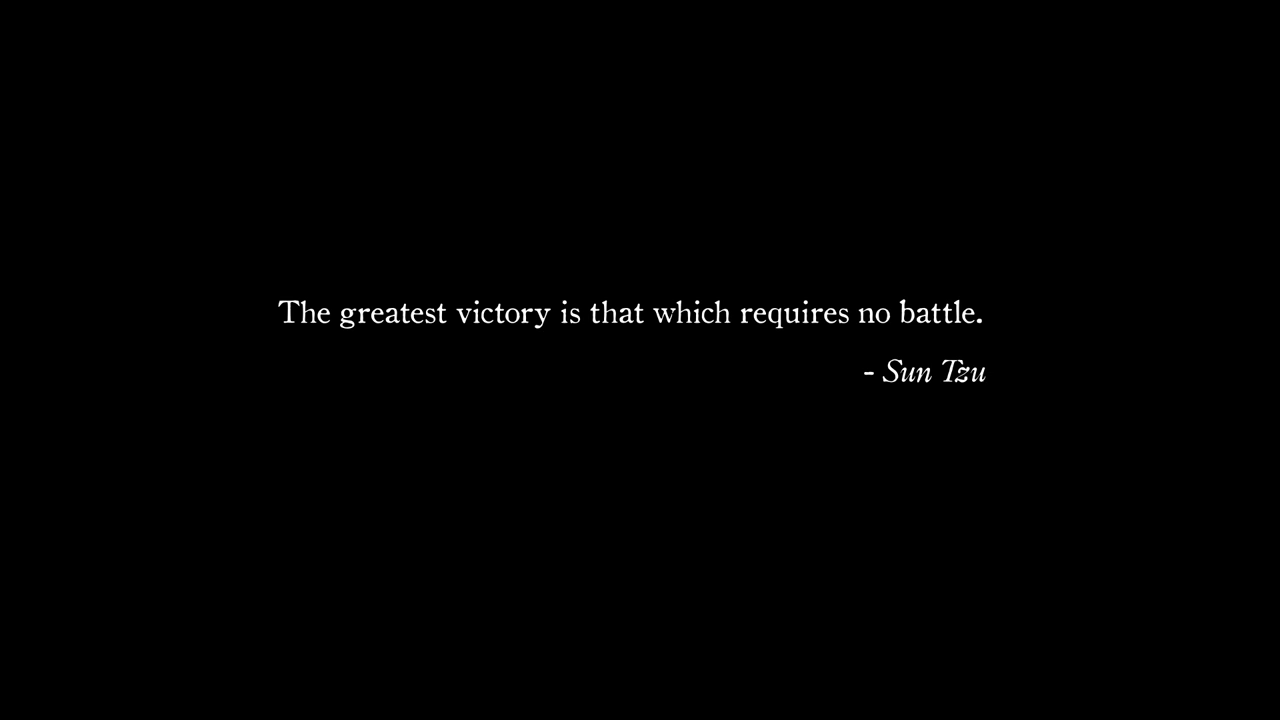 The greatest victory is that which requires no battle.
- Sun Tzu